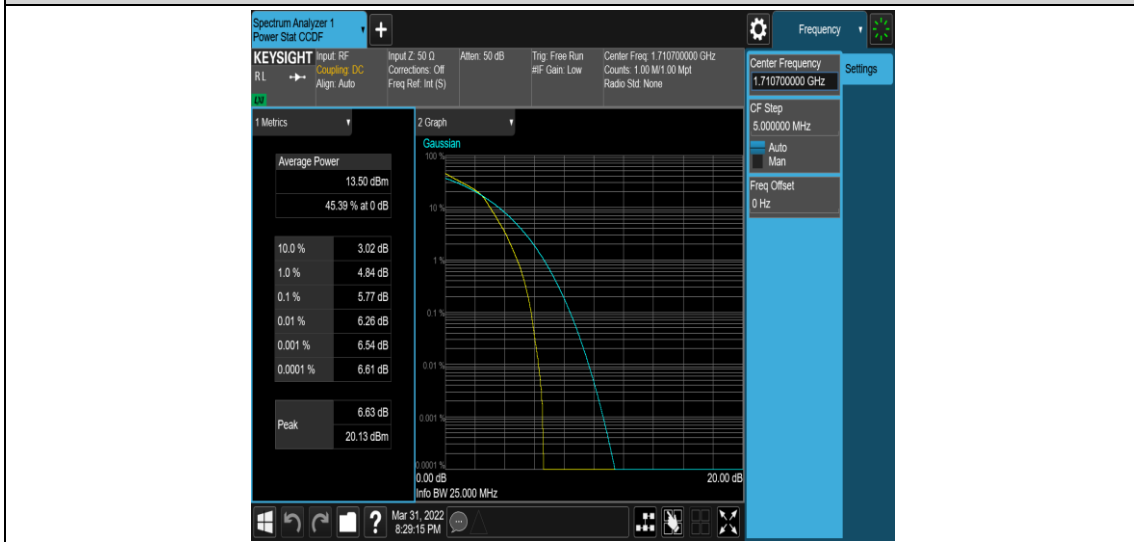 Spectrum Analyzer 1
Power Stat CCDF
+
Frequency
KEYSIGHT
RL
Input: RF
Coupling: DC
Align: Auto
Input Z: 50 Ω
Corrections: Off
Freq Ref: Int (S)
Atten: 50 dB
Trig: Free Run
#IF Gain: Low
Center Freq: 1.710700000 GHz
Counts: 1.00 M/1.00 Mpt
Radio Std: None
Center Frequency
1.710700000 GHz
Settings
CF Step
5.000000 MHz
Auto
Man
Freq Offset
0 Hz
1 Metrics
Average Power
13.50 dBm
45.39 % at 0 dB
10.0 % 3.02 dB
1.0 % 4.84 dB
0.1 % 5.77 dB
0.01 % 6.26 dB
0.001 % 6.54 dB
0.0001 % 6.61 dB
Peak
6.63 dB
20.13 dBm
2 Graph
Gaussian
100 %
10 %
1 %
0.1 %
0.01 %
0.001 %
0.0001 %
0.00 dB 20.00 dB
Info BW 25.000 MHz
?
Mar 31, 2022
8:29:15 PM